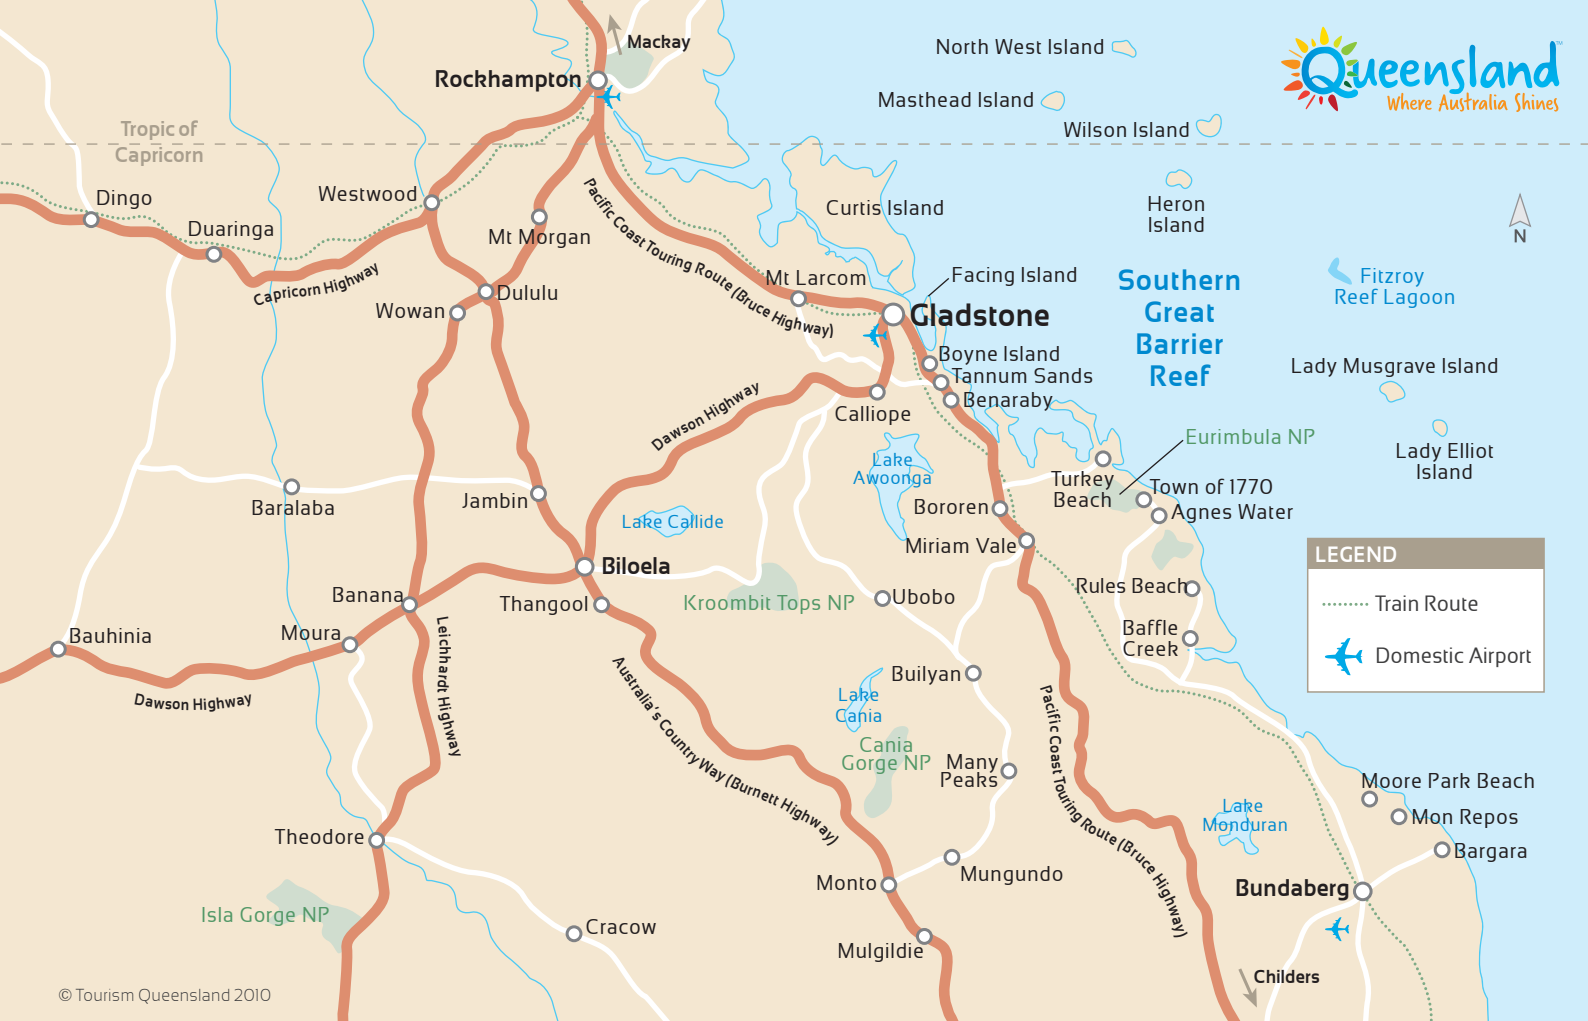 Mackay
North West Island
Queensland
™
Rockhampton
Masthead Island
Where Australia Shines
Tropic of
Capricorn
Wilson Island
Dingo
Westwood
Curtis Island
Heron
Island
Duaringa
Mt Morgan
N
Capricorn Highway
Pacific Coast Touring Route (Bruce Highway)
Mt Larcom
Facing Island
Southern
Great
Barrier
Reef
Fitzroy
Reef Lagoon
Wowan
Dululu
Gladstone
Boyne Island
Tannum Sands
Benaraby
Lady Musgrave Island
Dawson Highway
Calliope
Eurimbula NP
Lady Elliot
Island
Lake
Awoonga
Turkey
Beach
Town of 1770
Agnes Water
Baralaba
Jambin
Lake Callide
Bororen
Miriam Vale
LEGEND
Train Route
Domestic Airport
Biloela
Banana
Thangool
Kroombit Tops NP
Ubobo
Rules Beach
Bauhinia
Moura
Baffle
Creek
Leichhardt Highway
Dawson Highway
Australia's Country Way (Burnett Highway)
Builyan
Lake
Cania
Pacific Coast Touring Route (Bruce Highway)
Cania
Gorge NP
Many
Peaks
Moore Park Beach
Lake
Monduran
Mon Repos
Theodore
Bargara
Monto
Mungundo
Bundaberg
Isla Gorge NP
Cracow
Mulgildie
Childers
© Tourism Queensland 2010